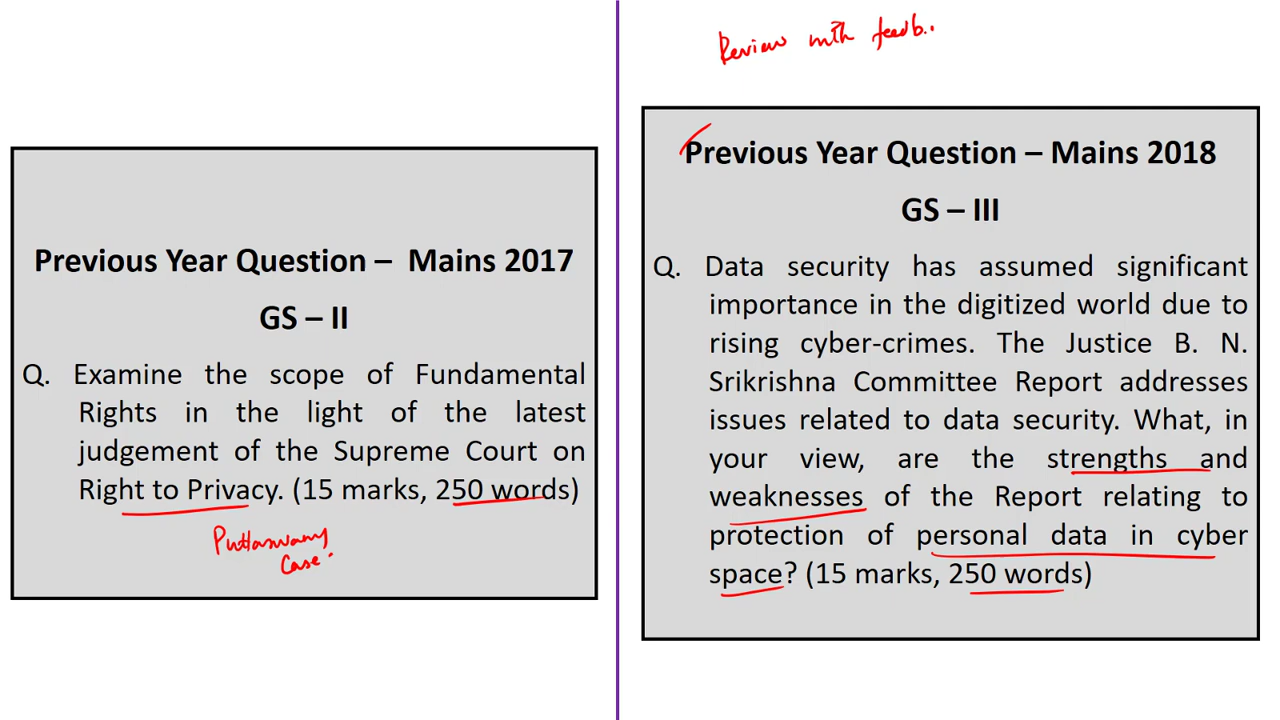 Previous Year Question – Mains 2017
GS – II
Q. Examine the scope of Fundamental
Rights in the light of the latest
judgement of the Supreme Court on
Right to Privacy. (15 marks, 250 words)
Puttaswamy
Case.
Review with feedb..
Previous Year Question – Mains 2018
GS – III
Q. Data security has assumed significant
importance in the digitized world due to
rising cyber-crimes. The Justice B. N.
Srikrishna Committee Report addresses
issues related to data security. What, in
your view, are the strengths and
weaknesses of the Report relating to
protection of personal data in cyber
space? (15 marks, 250 words)